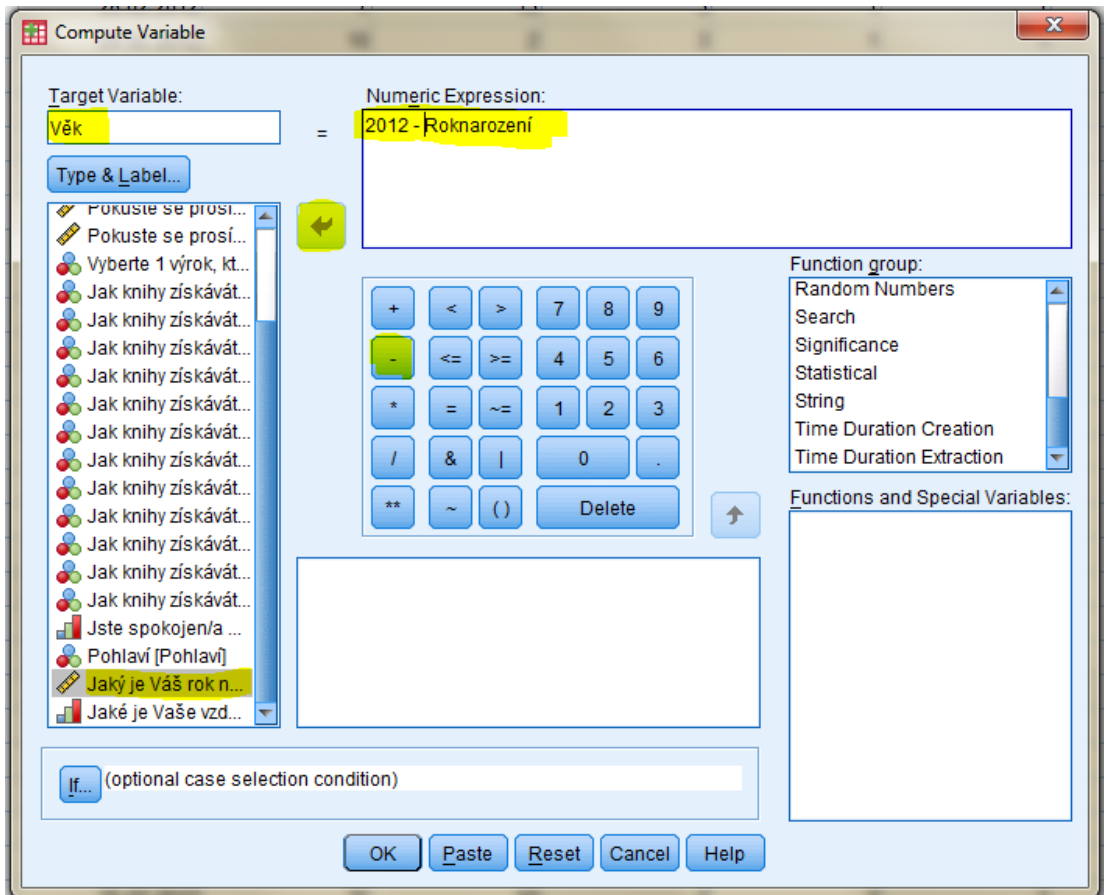 Compute Variable
Target Variable:
Věk
=
Numeric Expression:
2012 - Roknarození
Type & Label...
Pokuste se prosí...
Pokuste se prosí...
Vyberte 1 výrok, kt...
Jak knihy získávát...
Jak knihy získávát...
Jak knihy získávát...
Jak knihy získávát...
Jak knihy získávát...
Jak knihy získávát...
Jak knihy získávát...
Jak knihy získávát...
Jak knihy získávát...
Jak knihy získávát...
Jak knihy získávát...
Jak knihy získávát...
Jste spokojen/a ...
Pohlaví [Pohlaví]
Jaký je Váš rok n...
Jaké je Vaše vzd...
+ < > 7 8 9
- <= >= 4 5 6
* = ~= 1 2 3
/ & | 0 .
** ~ ( ) Delete
Function group:
Random Numbers
Search
Significance
Statistical
String
Time Duration Creation
Time Duration Extraction
Functions and Special Variables:
If... (optional case selection condition)
OK Paste Reset Cancel Help